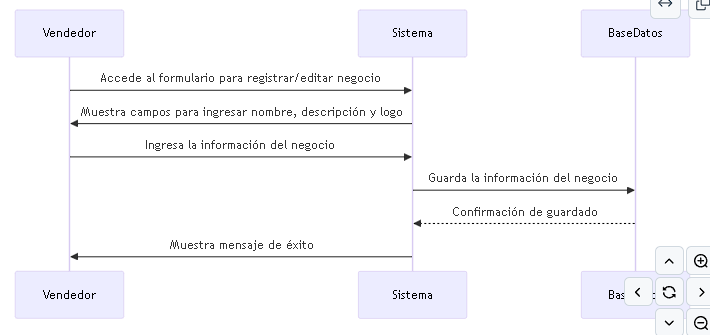 Vendedor Sistema BaseDatos
Accede al formulario para registrar/editar negocio
Muestra campos para ingresar nombre, descripción y logo
Ingresa la información del negocio
Guarda la información del negocio
Confirmación de guardado
Muestra mensaje de éxito
Vendedor Sistema